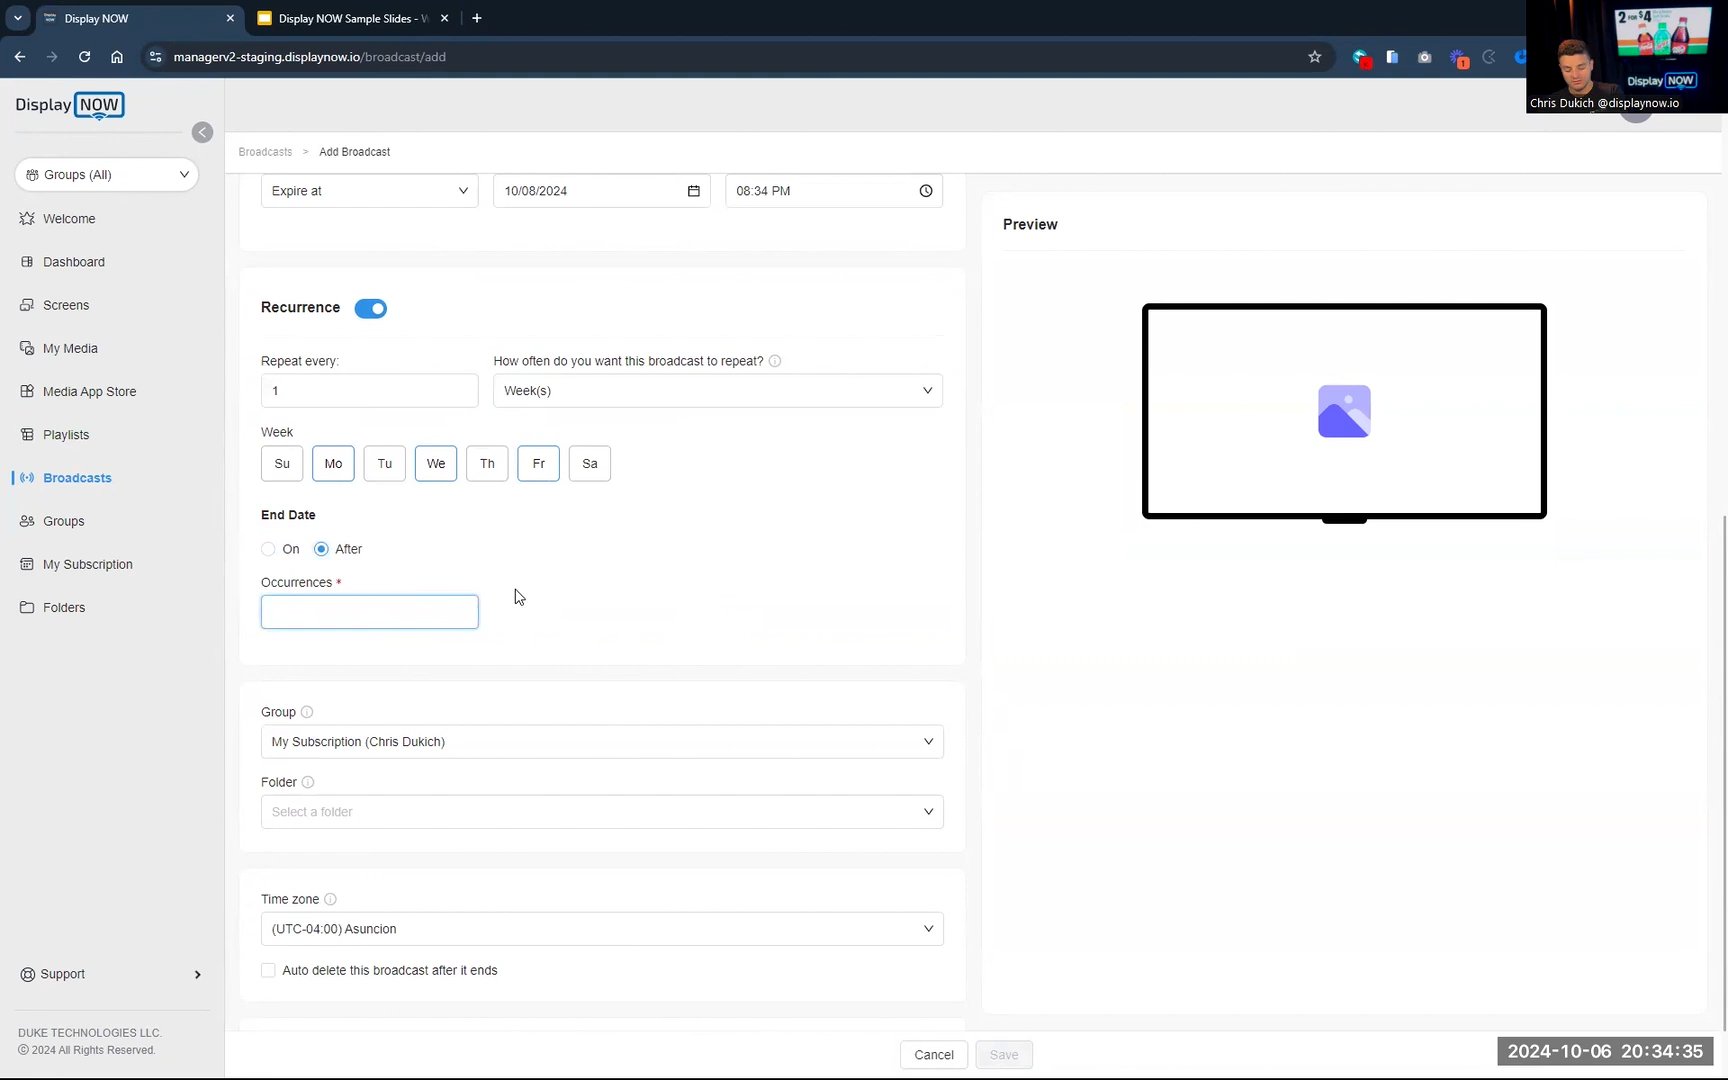 Display NOW
Display NOW Sample Slides -
managerv2-staging.displaynow.io/broadcast/add
1
2 FOR $4
Display NOW
Chris Dukich @displaynow.io
Display NOW
Groups (All)
Welcome
Dashboard
Screens
My Media
Media App Store
Playlists
Broadcasts
Groups
My Subscription
Folders
Support
DUKE TECHNOLOGIES LLC.
© 2024 All Rights Reserved.
Broadcasts > Add Broadcast
Expire at
10/08/2024
08:34 PM
Recurrence
Repeat every:
How often do you want this broadcast to repeat?
1
Week(s)
Week
Su Mo Tu We Th Fr Sa
End Date
On After
Occurrences *
Group
My Subscription (Chris Dukich)
Folder
Select a folder
Time zone
(UTC-04:00) Asuncion
Auto delete this broadcast after it ends
Preview
Cancel Save
2024-10-06 20:34:35